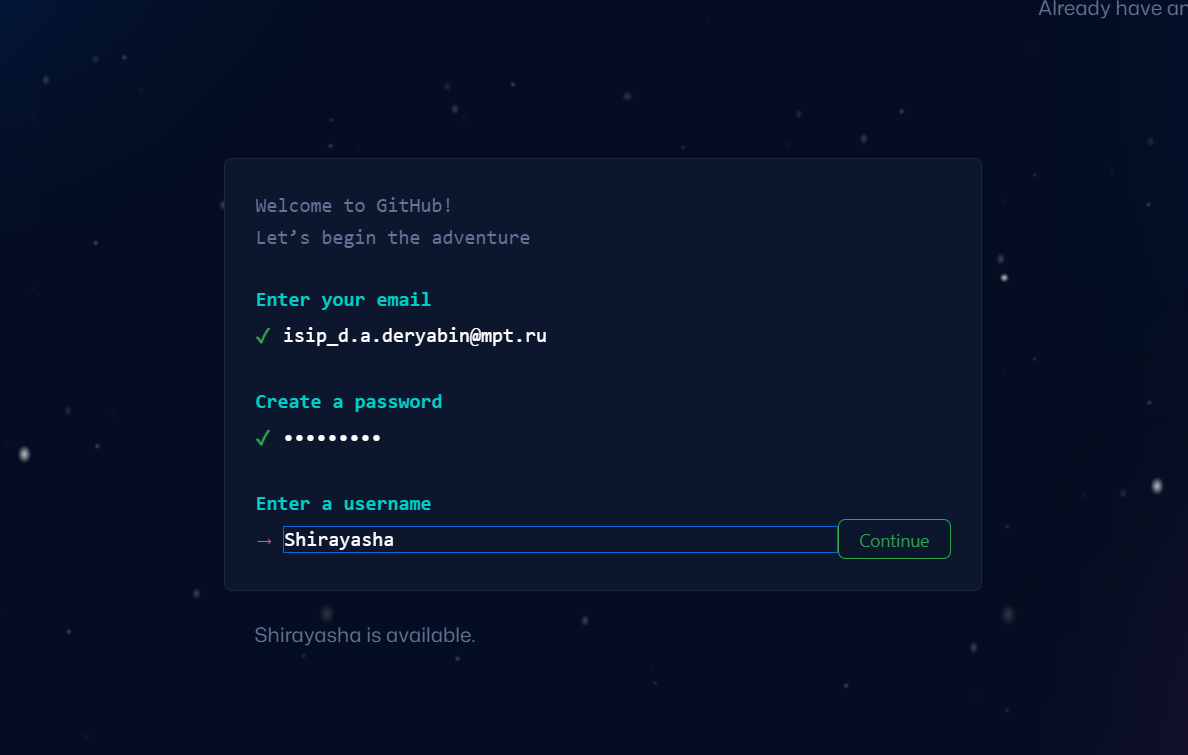 Already have an
Welcome to GitHub!
Let’s begin the adventure
Enter your email
✓ isip_d.a.deryabin@mpt.ru
Create a password
✓ •••••••••
Enter a username
→ Shirayasha Continue
Shirayasha is available.